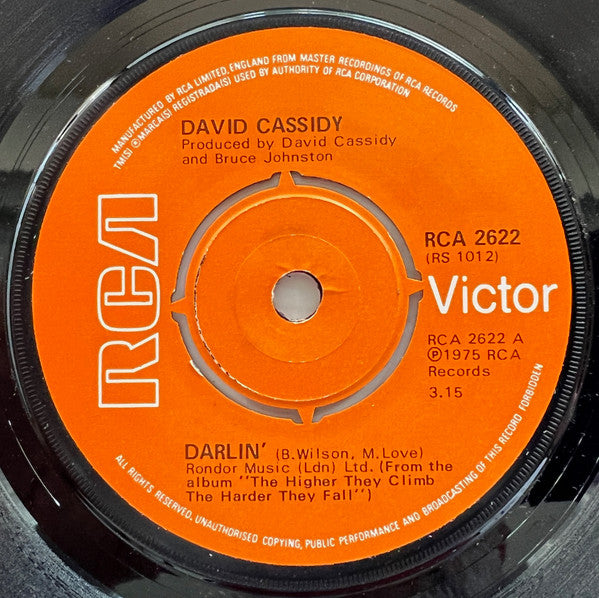 MANUFACTURED BY RCA LIMITED, ENGLAND FROM MASTER RECORDINGS OF RCA RECORDS
TM(S) ® MARCA(S) REGISTRADA(S) USED BY AUTHORITY OF RCA CORPORATION
DAVID CASSIDY
Produced by David Cassidy
and Bruce Johnston
RCA
RCA 2622
(RS 1012)
Victor
RCA 2622 A
Ⓟ1975 RCA
Records
3.15
DARLIN' (B.Wilson, M.Love)
Rondor Music (Ldn) Ltd. (From the
album "The Higher They Climb
The Harder They Fall")
ALL RIGHTS RESERVED, UNAUTHORISED COPYING, PUBLIC PERFORMANCE AND BROADCASTING OF THIS RECORD FORBIDDEN